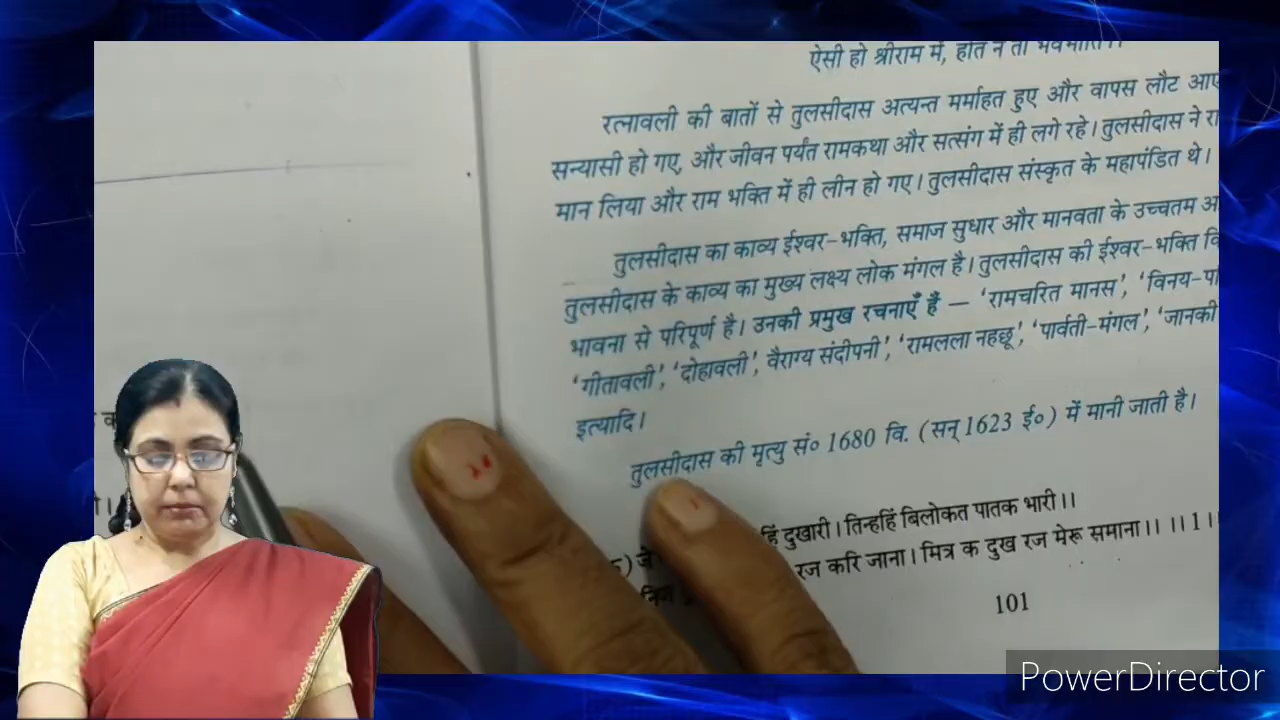 ऐसी हो श्रीराम में, होत न तौ
रत्नावली की बातों से तुलसीदास अत्यन्त मर्माहत हुए और वापस लौट आए
सन्यासी हो गए, और जीवन पर्यंत रामकथा और सत्संग में ही लगे रहे। तुलसीदास ने
मान लिया और राम भक्ति में ही लीन हो गए। तुलसीदास संस्कृत के महापंडित थे।
तुलसीदास का काव्य ईश्वर-भक्ति, समाज सुधार और मानवता के उच्चतम
तुलसीदास के काव्य का मुख्य लक्ष्य लोक मंगल है। तुलसीदास की ईश्वर-भक्ति
भावना से परिपूर्ण है। उनकी प्रमुख रचनाएँ हैं — 'रामचरित मानस', 'विनय-
'गीतावली', 'दोहावली', वैराग्य संदीपनी', 'रामलला नहछू', 'पार्वती-मंगल', 'जानकी
इत्यादि।
तुलसीदास की मृत्यु सं० 1680 वि. (सन् 1623 ई०) में मानी जाती है।
दुखारी। तिन्हहिं बिलोकत पातक भारी।।
रज करि जाना। मित्र क दुख रज मेरू समाना।। ।।1।।
101
PowerDirector